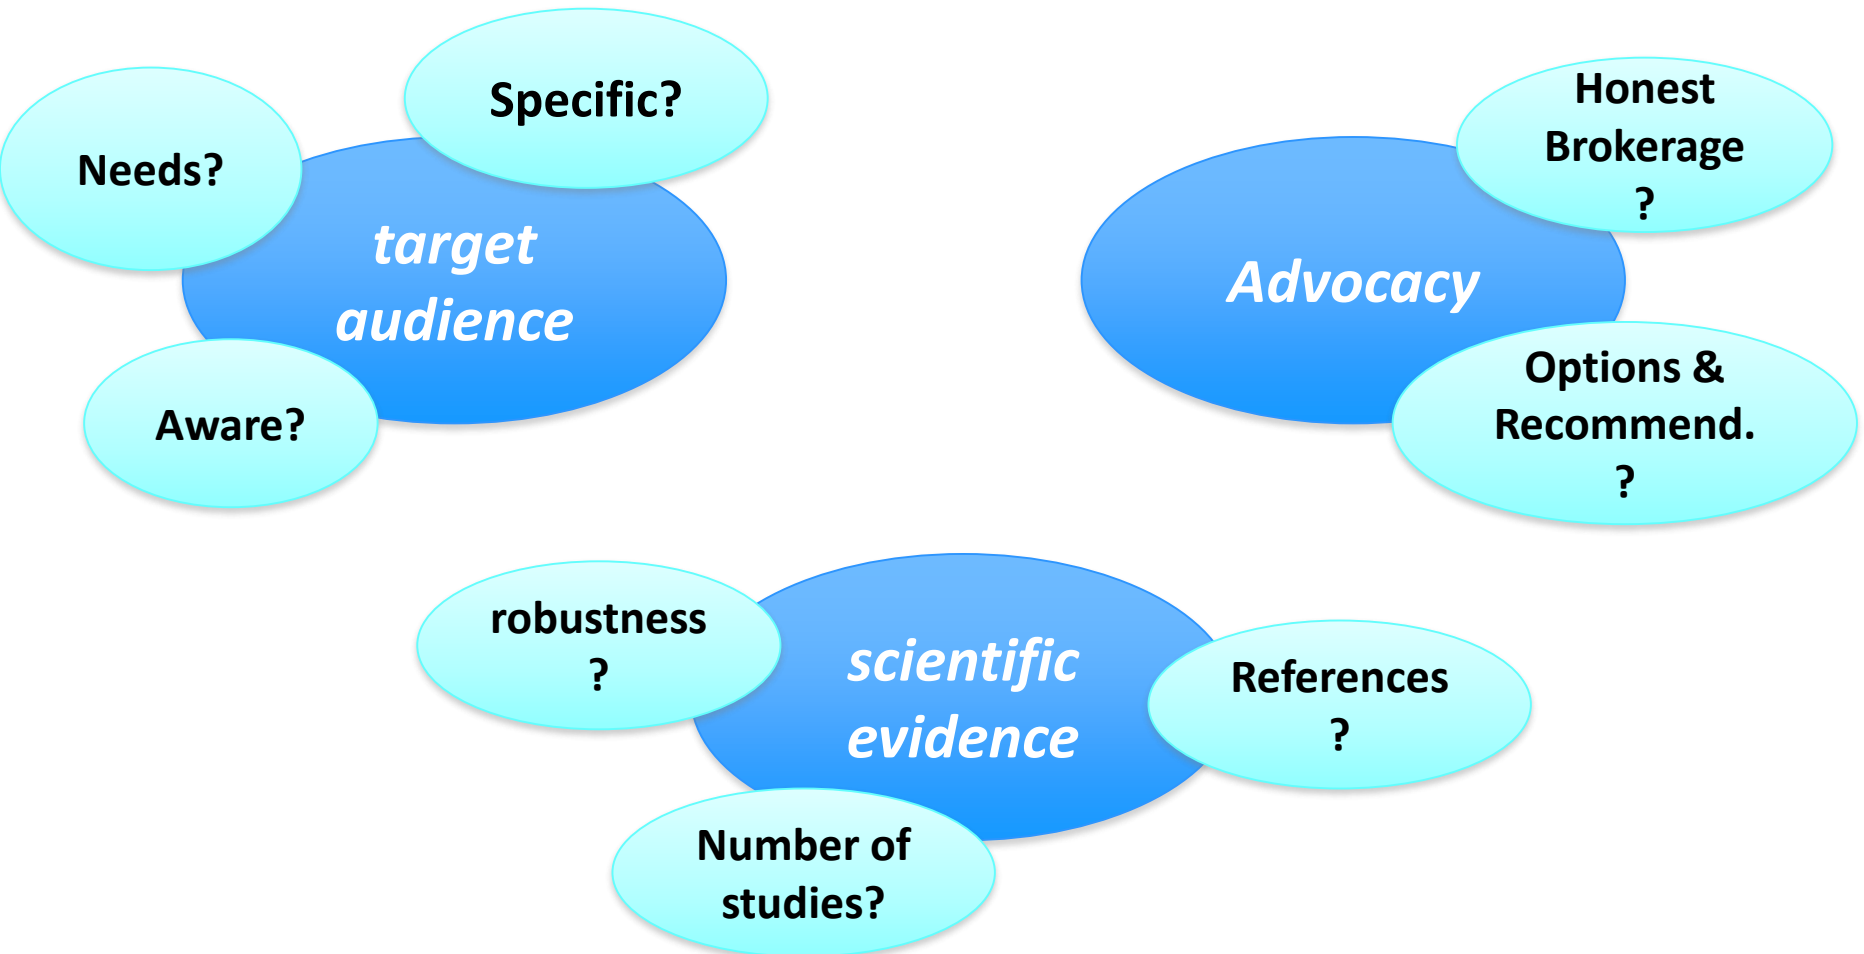 Specific?
Needs?
target
audience
Aware?
Honest
Brokerage
?
Advocacy
Options &
Recommend.
?
robustness
?
scientific
evidence
References
?
Number of
studies?